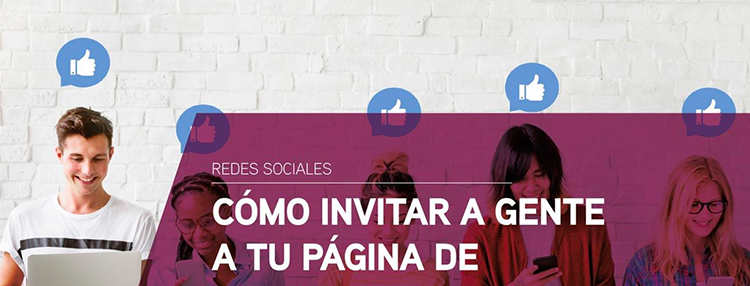 REDES SOCIALES
CÓMO INVITAR A GENTE
A TU PÁGINA DE